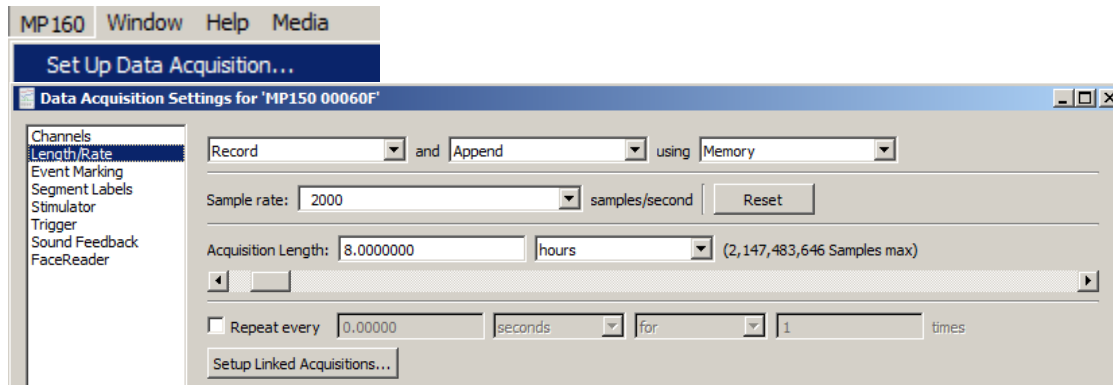 MP160 Window Help Media
Set Up Data Acquisition...
Data Acquisition Settings for 'MP150 00060F'
Channels
Length/Rate
Event Marking
Segment Labels
Stimulator
Trigger
Sound Feedback
FaceReader
Record and Append using Memory
Sample rate: 2000 samples/second Reset
Acquisition Length: 8.0000000 hours (2,147,483,646 Samples max)
Repeat every 0.00000 seconds for 1 times
Setup Linked Acquisitions...